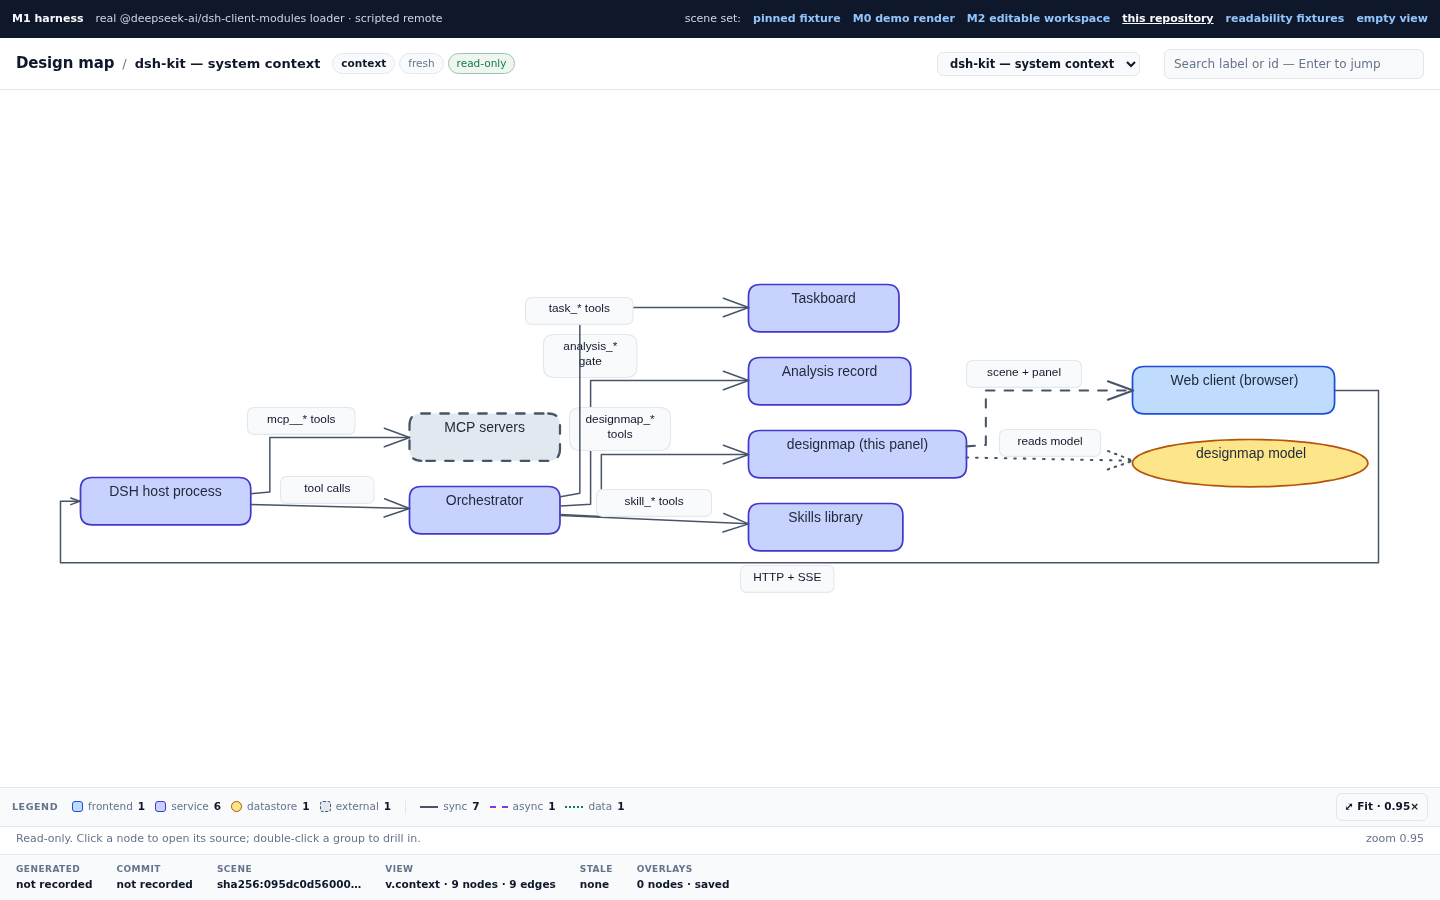 M1 harness real @deepseek-ai/dsh-client-modules loader · scripted remote scene set: pinned fixture M0 demo render M2 editable workspace this repository readability fixtures empty view
Design map / dsh-kit — system context context fresh read-only dsh-kit — system context Search label or id — Enter to jump
Taskboard
task_* tools
analysis_*
gate
Analysis record
scene + panel
Web client (browser)
mcp__* tools
MCP servers
designmap_*
tools
designmap (this panel)
reads model
designmap model
DSH host process
tool calls
Orchestrator
skill_* tools
Skills library
HTTP + SSE
LEGEND frontend 1 service 6 datastore 1 external 1 sync 7 async 1 data 1 ⤢ Fit · 0.95×
Read-only. Click a node to open its source; double-click a group to drill in. zoom 0.95
GENERATED COMMIT SCENE VIEW STALE OVERLAYS
not recorded not recorded sha256:095dc0d56000… v.context · 9 nodes · 9 edges none 0 nodes · saved